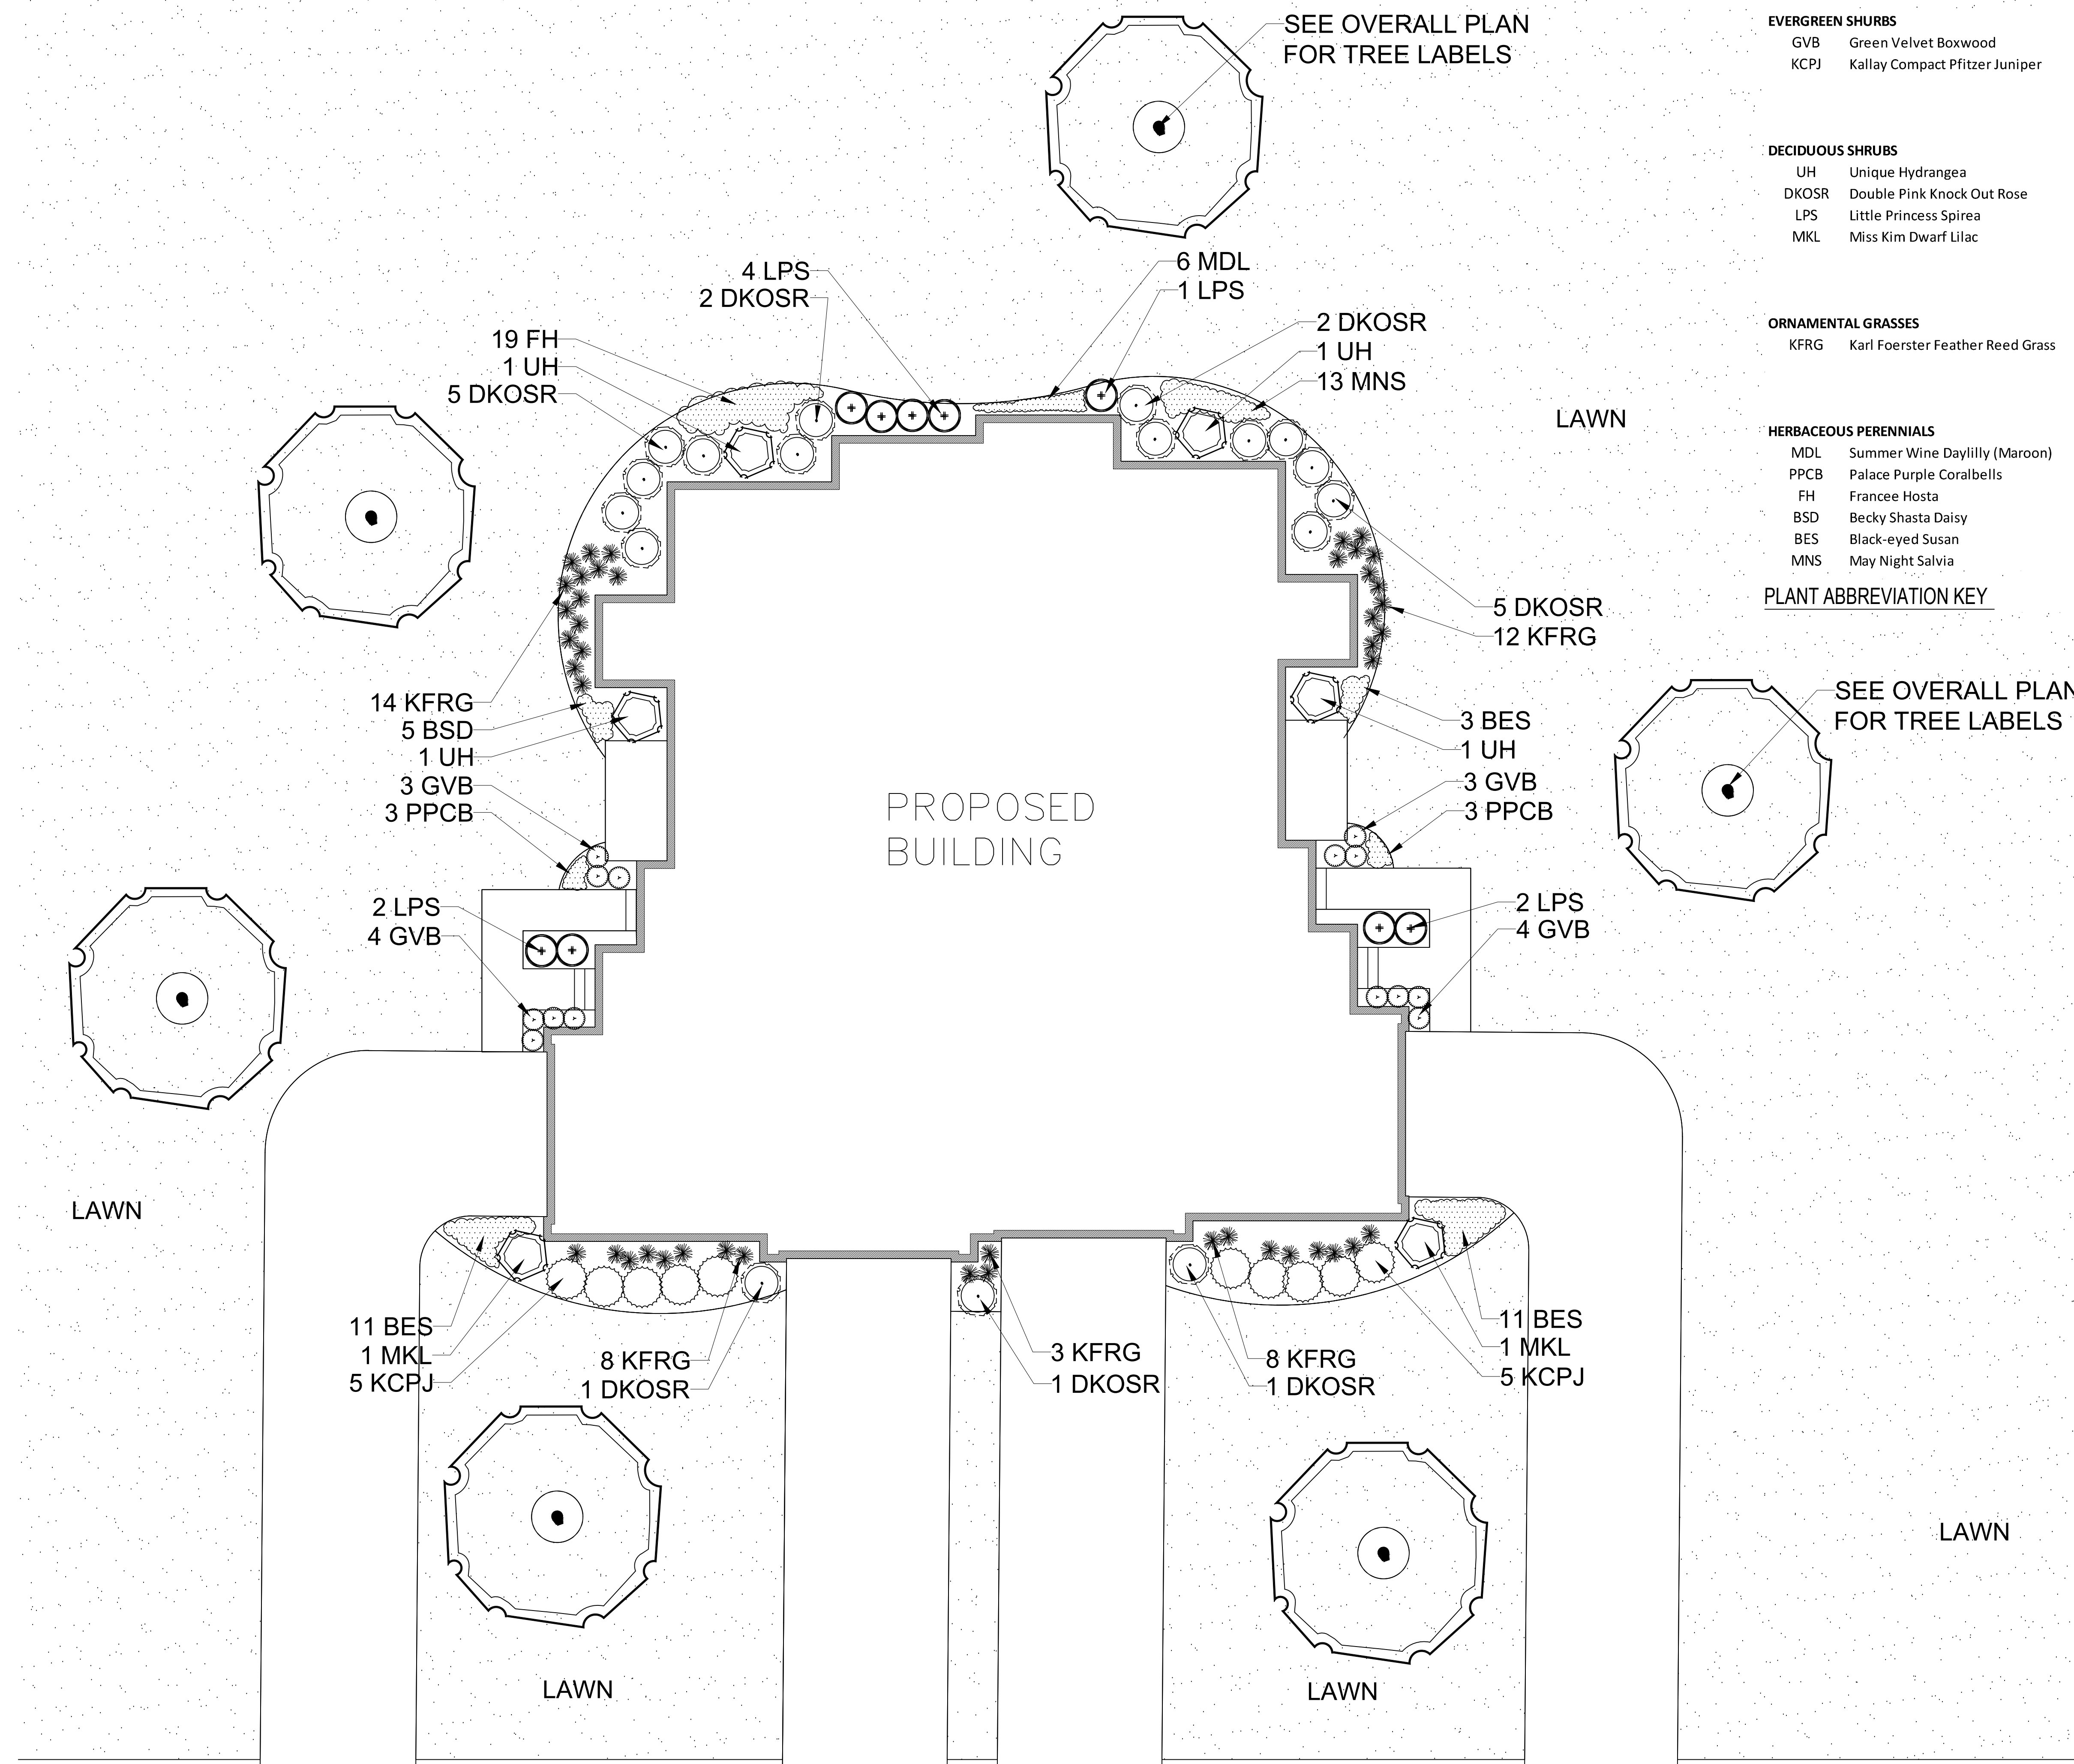 SEE OVERALL PLAN
FOR TREE LABELS
EVERGREEN SHURBS
GVB Green Velvet Boxwood
KCPJ Kallay Compact Pfitzer Juniper
DECIDUOUS SHRUBS
UH Unique Hydrangea
DKOSR Double Pink Knock Out Rose
LPS Little Princess Spirea
MKL Miss Kim Dwarf Lilac
ORNAMENTAL GRASSES
KFRG Karl Foerster Feather Reed Grass
HERBACEOUS PERENNIALS
MDL Summer Wine Daylilly (Maroon)
PPCB Palace Purple Coralbells
FH Francee Hosta
BSD Becky Shasta Daisy
BES Black-eyed Susan
MNS May Night Salvia
PLANT ABBREVIATION KEY
4 LPS
2 DKOSR
6 MDL
1 LPS
19 FH
1 UH
5 DKOSR
2 DKOSR
1 UH
13 MNS
LAWN
5 DKOSR
12 KFRG
14 KFRG
5 BSD
1 UH
3 GVB
3 PPCB
3 BES
1 UH
3 GVB
3 PPCB
SEE OVERALL PLAN
FOR TREE LABELS
PROPOSED
BUILDING
2 LPS
4 GVB
2 LPS
4 GVB
LAWN
11 BES
1 MKL
5 KCPJ
8 KFRG
1 DKOSR
3 KFRG
1 DKOSR
8 KFRG
1 DKOSR
11 BES
1 MKL
5 KCPJ
LAWN
LAWN
LAWN